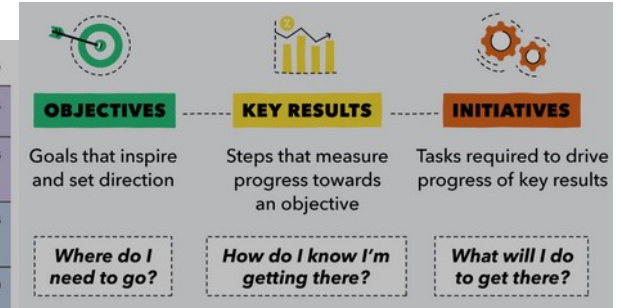 OBJECTIVES
KEY RESULTS
INITIATIVES
Goals that inspire
and set direction
Steps that measure
progress towards
an objective
Tasks required to drive
progress of key results
Where do I
need to go?
How do I know I'm
getting there?
What will I do
to get there?